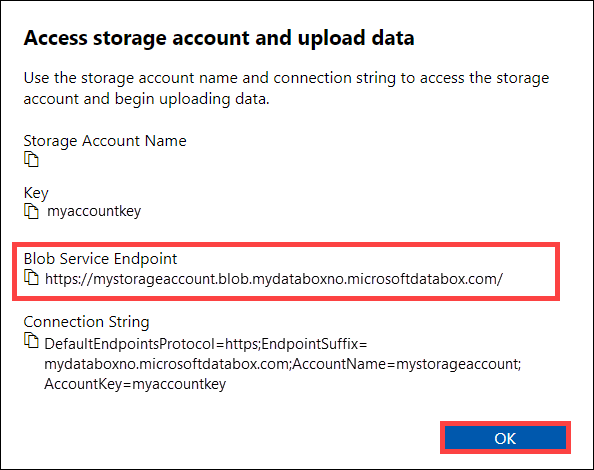 Access storage account and upload data
Use the storage account name and connection string to access the storage
account and begin uploading data.
Storage Account Name
Key
myaccountkey
Blob Service Endpoint
https://mystorageaccount.blob.mydataboxno.microsoftdatabox.com/
Connection String
DefaultEndpointsProtocol=https;EndpointSuffix=
mydataboxno.microsoftdatabox.com;AccountName=mystorageaccount;
AccountKey=myaccountkey
OK